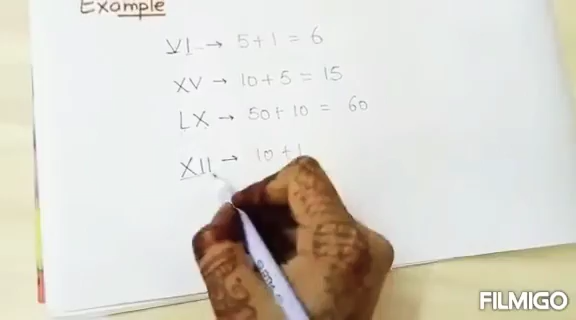 Example
VI → 5+1 = 6
XV → 10+5 = 15
LX → 50+10 = 60
XII → 10+1
FILMIGO